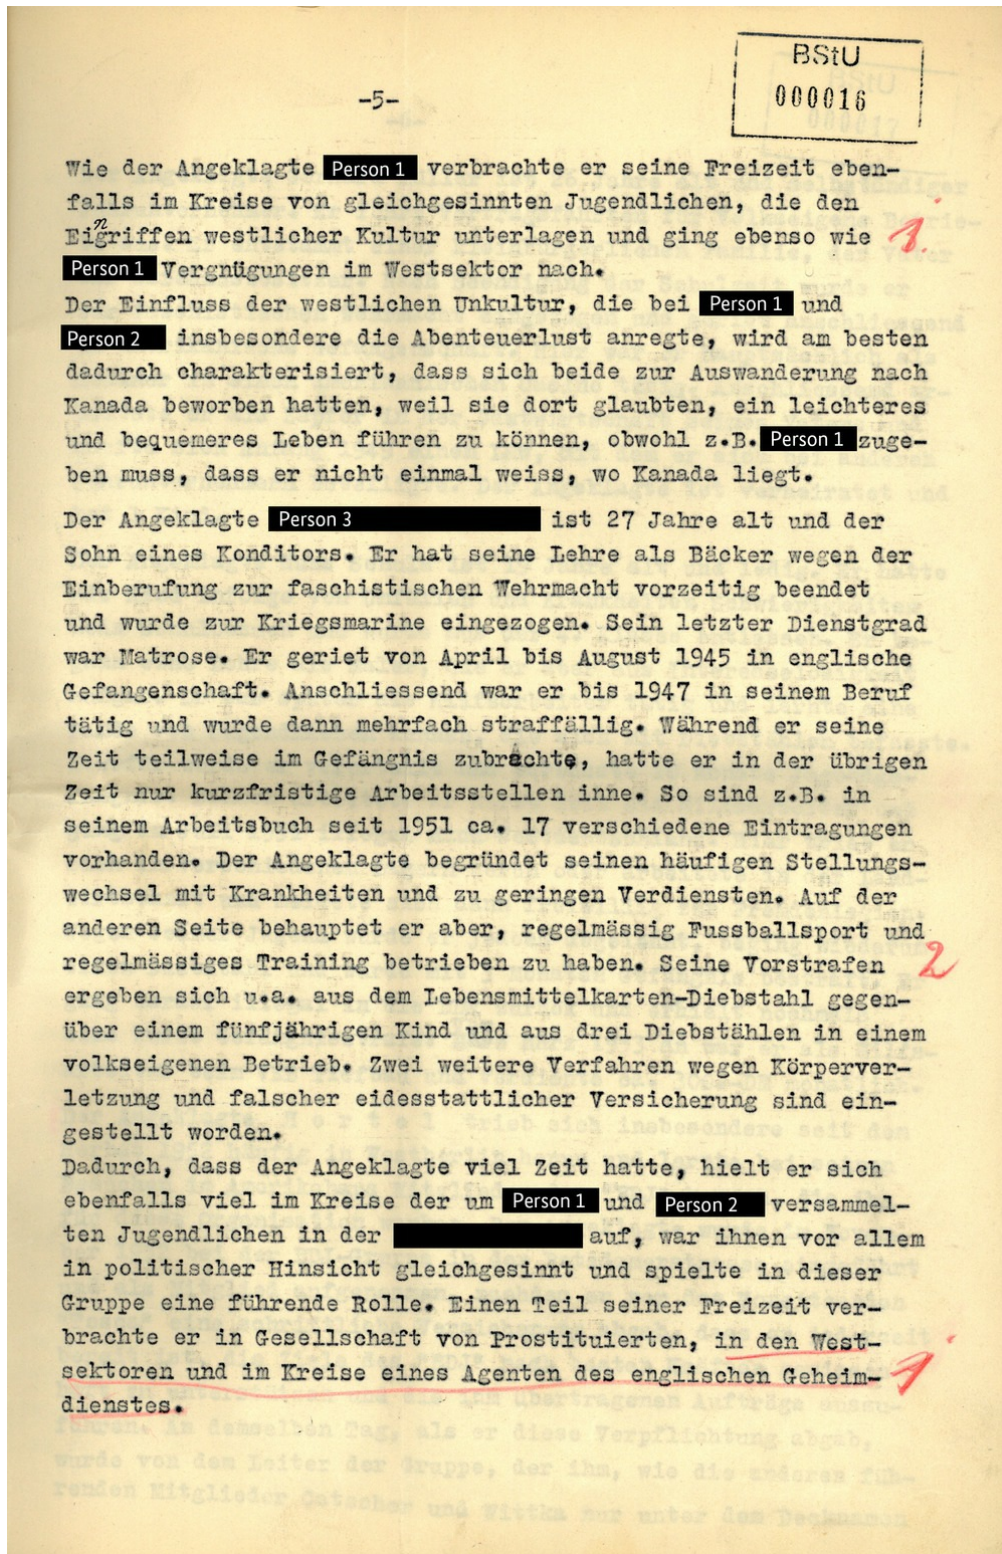 BStU
000016
-5-
Wie der Angeklagte Person 1 verbrachte er seine Freizeit eben-
falls im Kreise von gleichgesinnten Jugendlichen, die den
Eigriffen westlicher Kultur unterlagen und ging ebenso wie
n
1.
Person 1 Vergnügungen im Westsektor nach.
Der Einfluss der westlichen Unkultur, die bei Person 1 und
Person 2 insbesondere die Abenteuerlust anregte, wird am besten
dadurch charakterisiert, dass sich beide zur Auswanderung nach
Kanada beworben hatten, weil sie dort glaubten, ein leichteres
und bequemeres Leben führen zu können, obwohl z.B. Person 1 zuge-
ben muss, dass er nicht einmal weiss, wo Kanada liegt.
Der Angeklagte Person 3 ist 27 Jahre alt und der
Sohn eines Konditors. Er hat seine Lehre als Bäcker wegen der
Einberufung zur faschistischen Wehrmacht vorzeitig beendet
und wurde zur Kriegsmarine eingezogen. Sein letzter Dienstgrad
war Matrose. Er geriet von April bis August 1945 in englische
Gefangenschaft. Anschliessend war er bis 1947 in seinem Beruf
tätig und wurde dann mehrfach straffällig. Während er seine
Zeit teilweise im Gefängnis zubrachte, hatte er in der übrigen
Zeit nur kurzfristige Arbeitsstellen inne. So sind z.B. in
seinem Arbeitsbuch seit 1951 ca. 17 verschiedene Eintragungen
vorhanden. Der Angeklagte begründet seinen häufigen Stellungs-
wechsel mit Krankheiten und zu geringen Verdiensten. Auf der
anderen Seite behauptet er aber, regelmässig Fussballsport und
regelmässiges Training betrieben zu haben. Seine Vorstrafen
2
ergeben sich u.a. aus dem Lebensmittelkarten-Diebstahl gegen-
über einem fünfjährigen Kind und aus drei Diebstählen in einem
volkseigenen Betrieb. Zwei weitere Verfahren wegen Körperver-
letzung und falscher eidesstattlicher Versicherung sind ein-
gestellt worden.
Dadurch, dass der Angeklagte viel Zeit hatte, hielt er sich
ebenfalls viel im Kreise der um Person 1 und Person 2 versammel-
ten Jugendlichen in der auf, war ihnen vor allem
in politischer Hinsicht gleichgesinnt und spielte in dieser
Gruppe eine führende Rolle. Einen Teil seiner Freizeit ver-
brachte er in Gesellschaft von Prostituierten, in den West-
sektoren und im Kreise eines Agenten des englischen Geheim-
1
dienstes.